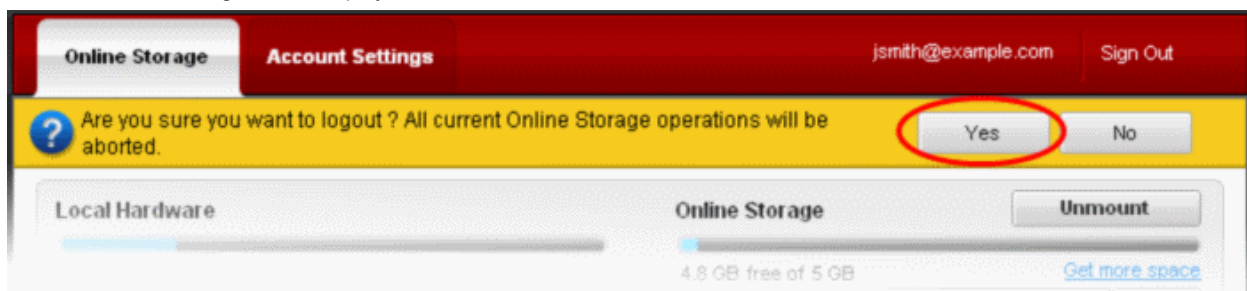 Online Storage Account Settings jsmith@example.com Sign Out
Are you sure you want to logout ? All current Online Storage operations will be
aborted.
Yes No
Local Hardware Online Storage Unmount
4.8 GB free of 5 GB Get more space